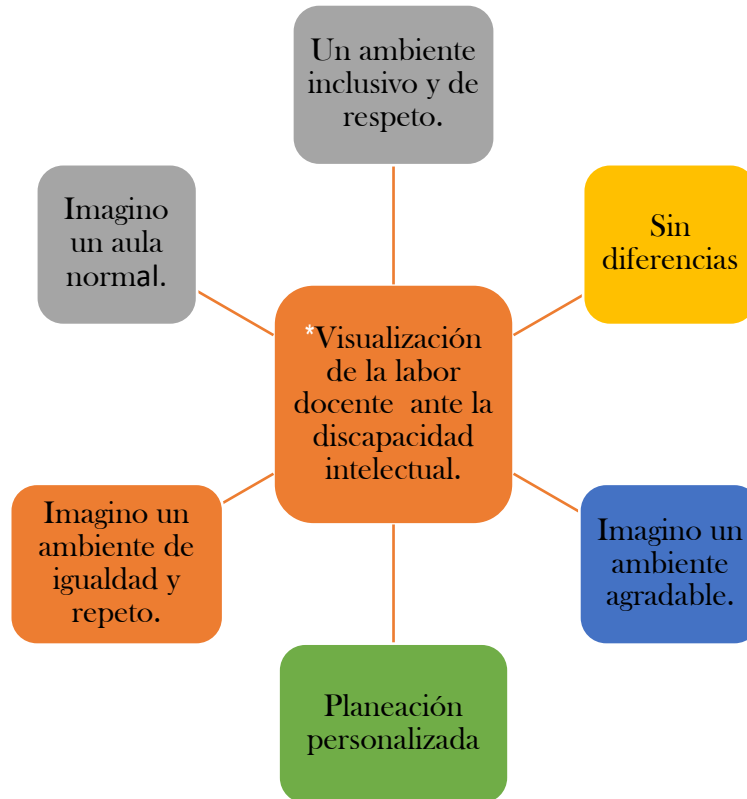 Un ambiente
inclusivo y de
respeto.
Imagino
un aula
normal.
Sin
diferencias
*Visualización
de la labor
docente ante la
discapacidad
intelectual.
Imagino un
ambiente de
igualdad y
repeto.
Imagino un
ambiente
agradable.
Planeación
personalizada